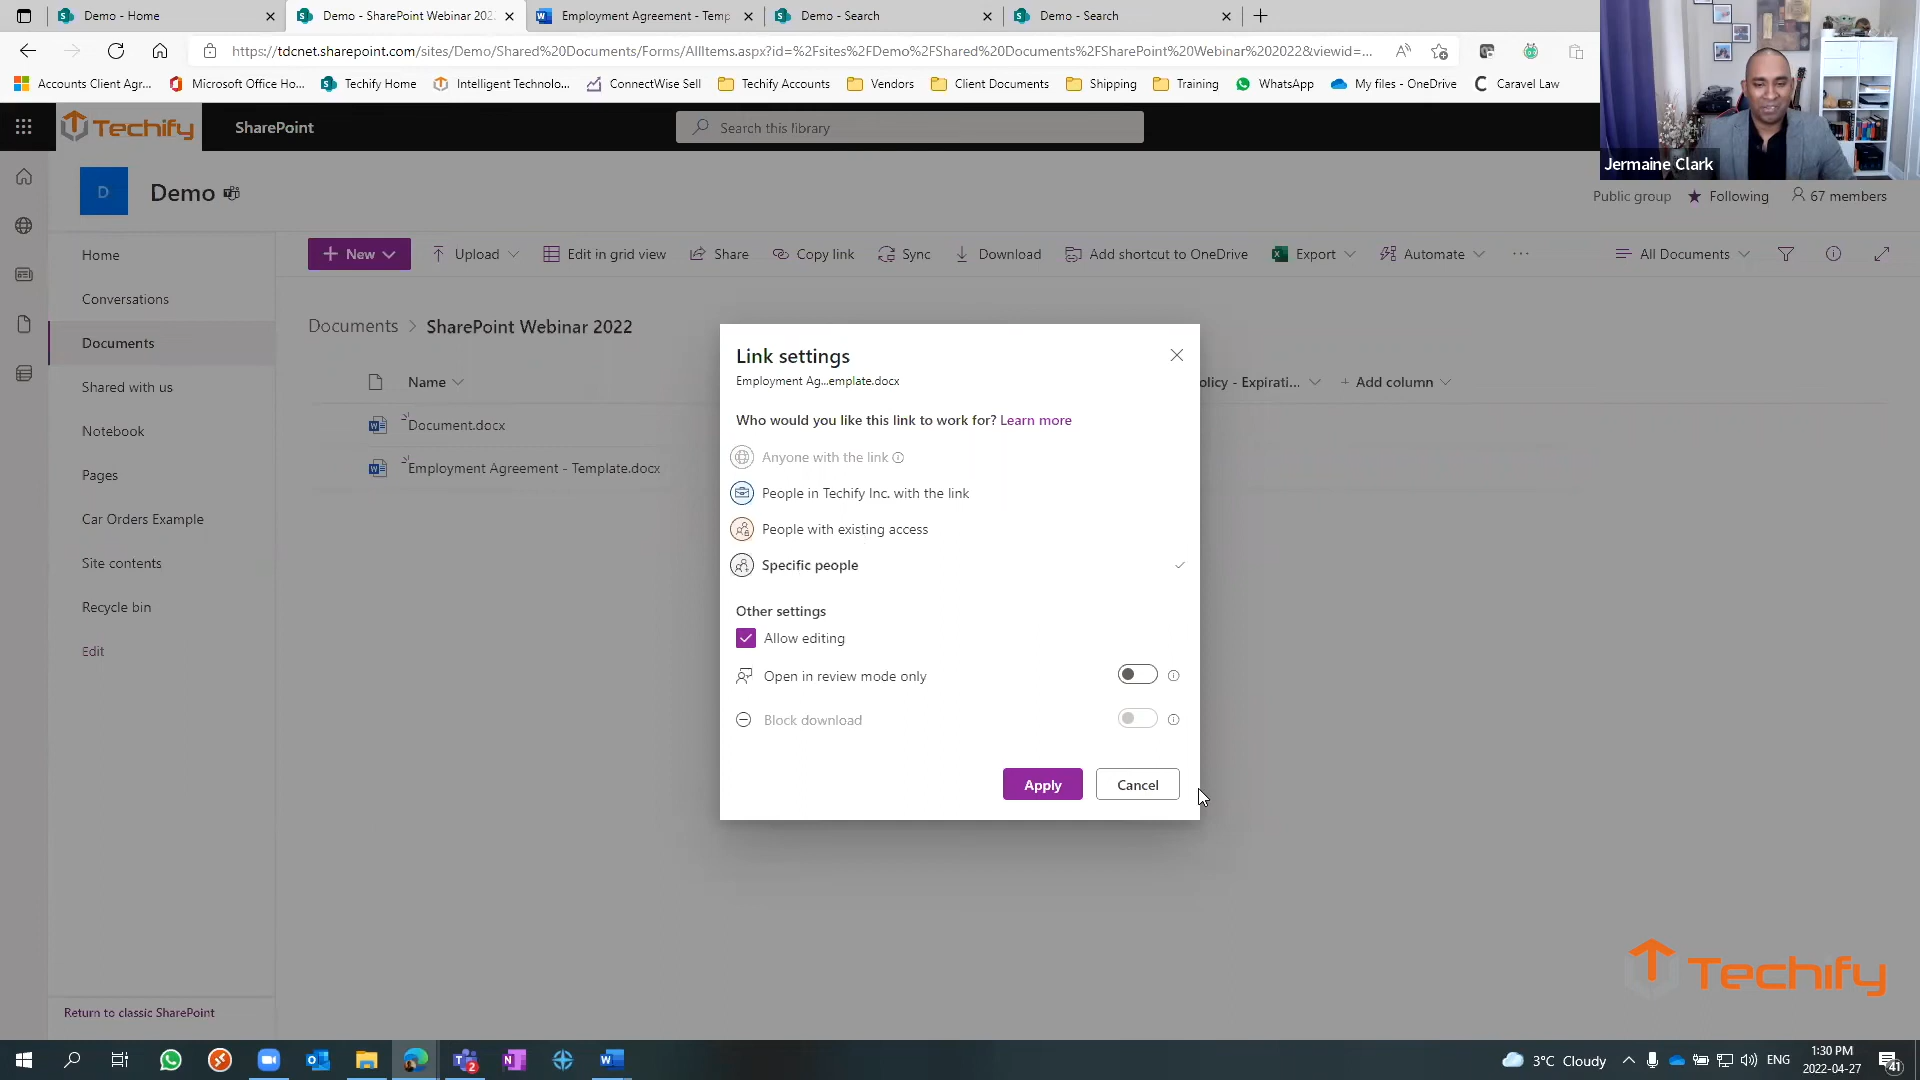 Demo - Home
Demo - SharePoint Webinar 202
Employment Agreement - Temp
Demo - Search
Demo - Search
https://tdcnet.sharepoint.com/sites/Demo/Shared%20Documents/Forms/AllItems.aspx?id=%2Fsites%2FDemo%2FShared%20Documents%2FSharePoint%20Webinar%202022&viewid=...
Accounts Client Agr...
Microsoft Office Ho...
Techify Home
Intelligent Technolo...
ConnectWise Sell
Techify Accounts
Vendors
Client Documents
Shipping
Training
WhatsApp
My files - OneDrive
Caravel Law
Techify
SharePoint
Search this library
Jermaine Clark
D
Demo
Public group
Following
67 members
Home
Conversations
Documents
Shared with us
Notebook
Pages
Car Orders Example
Site contents
Recycle bin
Edit
Return to classic SharePoint
New
Upload
Edit in grid view
Share
Copy link
Sync
Download
Add shortcut to OneDrive
Export
Automate
...
All Documents
Documents > SharePoint Webinar 2022
Name
olicy - Expirati...
+ Add column
Document.docx
Employment Agreement - Template.docx
Link settings
Employment Ag...emplate.docx
Who would you like this link to work for? Learn more
Anyone with the link
People in Techify Inc. with the link
People with existing access
Specific people
Other settings
Allow editing
Open in review mode only
Block download
Apply
Cancel
Techify
2
3°C Cloudy
ENG
1:30 PM
2022-04-27
41